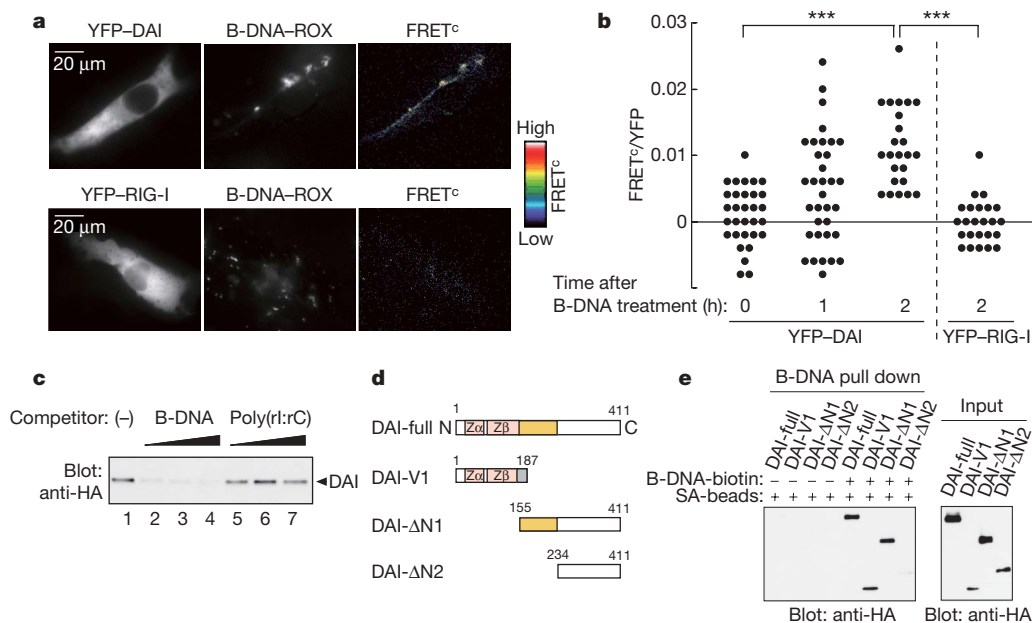 a
YFP–DAI B-DNA–ROX FRETᶜ
20 μm
High
FRETᶜ
Low
YFP–RIG-I B-DNA–ROX FRETᶜ
20 μm
b
*** ***
0.03
0.02
0.01
0
FRETᶜ/YFP
Time after
B-DNA treatment (h): 0 1 2 2
YFP–DAI YFP–RIG-I
c
Competitor: (–) B-DNA Poly(rI:rC)
Blot:
anti-HA
DAI
1 2 3 4 5 6 7
d
1 411
DAI-full N Zα Zβ C
1 187
DAI-V1 Zα Zβ
155 411
DAI-ΔN1
234 411
DAI-ΔN2
e
B-DNA pull down
DAI-full DAI-V1 DAI-ΔN1 DAI-ΔN2 DAI-full DAI-V1 DAI-ΔN1 DAI-ΔN2
B-DNA-biotin: – – – – + + + +
SA-beads: + + + + + + + +
Blot: anti-HA
Input
DAI-full DAI-V1 DAI-ΔN1 DAI-ΔN2
Blot: anti-HA